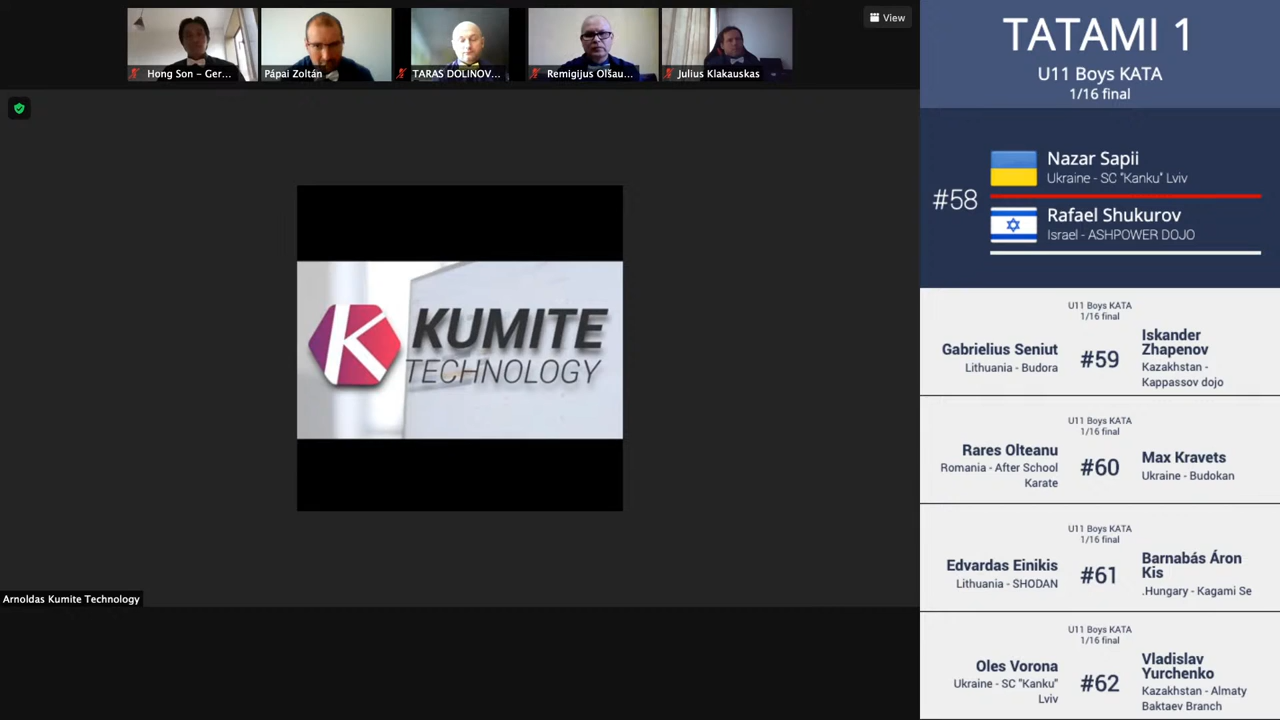 View
Hong Son – Ger...
Pápai Zoltán
TARAS DOLINOV...
Remigijus Olšau...
Julius Klakauskas
K
KUMITE
TECHNOLOGY
Arnoldas Kumite Technology
TATAMI 1
U11 Boys KATA
1/16 final
#58
Nazar Sapii
Ukraine - SC "Kanku" Lviv
Rafael Shukurov
Israel - ASHPOWER DOJO
U11 Boys KATA
1/16 final
Gabrielius Seniut
Lithuania - Budora
#59
Iskander
Zhapenov
Kazakhstan -
Kappassov dojo
U11 Boys KATA
1/16 final
Rares Olteanu
Romania - After School
Karate
#60
Max Kravets
Ukraine - Budokan
U11 Boys KATA
1/16 final
Edvardas Einikis
Lithuania - SHODAN
#61
Barnabás Áron
Kis
.Hungary - Kagami Se
U11 Boys KATA
1/16 final
Oles Vorona
Ukraine - SC "Kanku"
Lviv
#62
Vladislav
Yurchenko
Kazakhstan - Almaty
Baktaev Branch